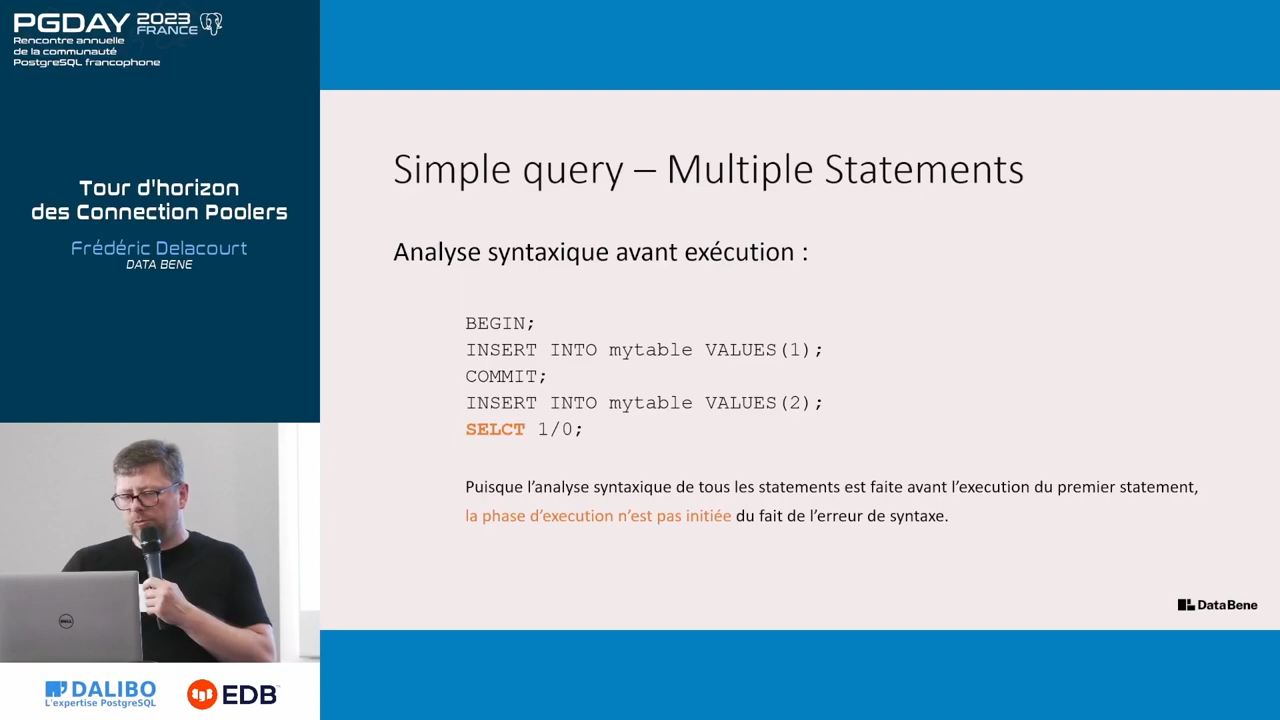 PGDAY 2023 FRANCE
Rencontre annuelle
de la communauté
PostgreSQL francophone
Tour d'horizon
des Connection Poolers
Frédéric Delacourt
DATA BENE
Simple query – Multiple Statements
Analyse syntaxique avant exécution :
BEGIN;
INSERT INTO mytable VALUES(1);
COMMIT;
INSERT INTO mytable VALUES(2);
SELCT 1/0;
Puisque l’analyse syntaxique de tous les statements est faite avant l’execution du premier statement,
la phase d’execution n’est pas initiée du fait de l’erreur de syntaxe.
DataBene
DELL
DALIBO
L'expertise PostgreSQL
EDB